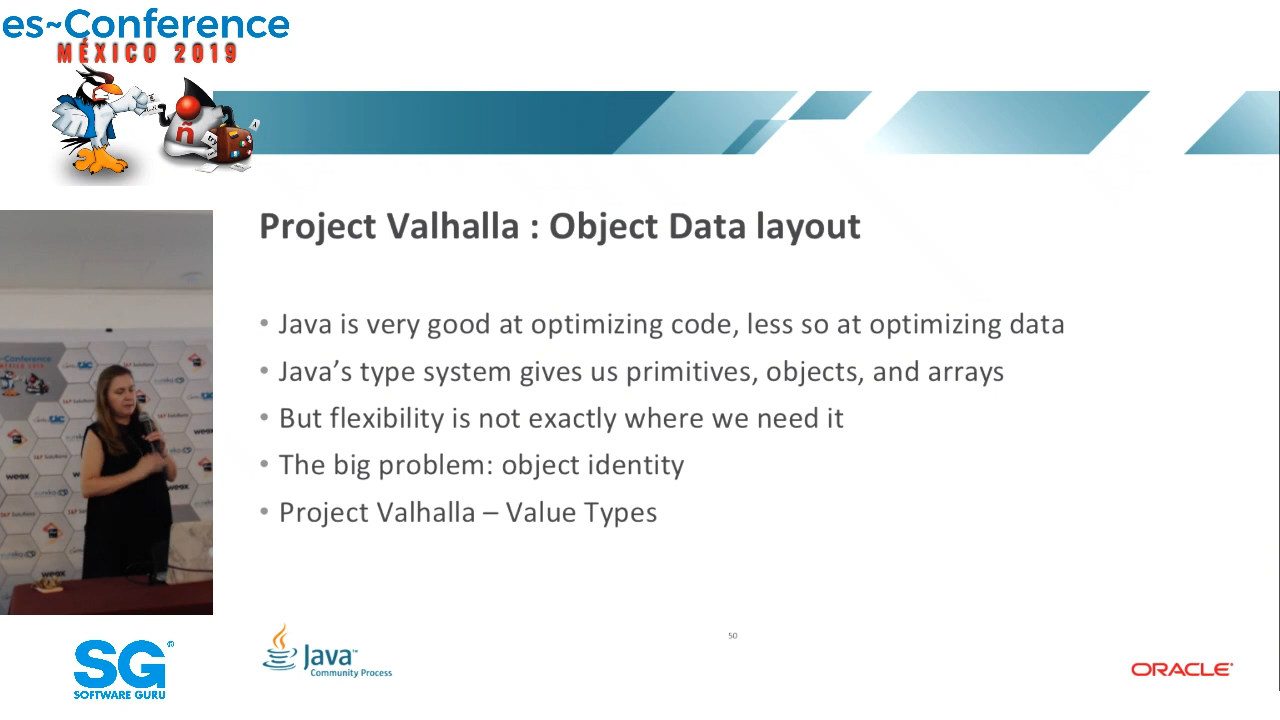 es~Conference
MÉXICO 2019
ñ
Project Valhalla : Object Data layout
• Java is very good at optimizing code, less so at optimizing data
• Java’s type system gives us primitives, objects, and arrays
• But flexibility is not exactly where we need it
• The big problem: object identity
• Project Valhalla – Value Types
weex
SG®
SOFTWARE GURU
Java™
Community Process
50
ORACLE®